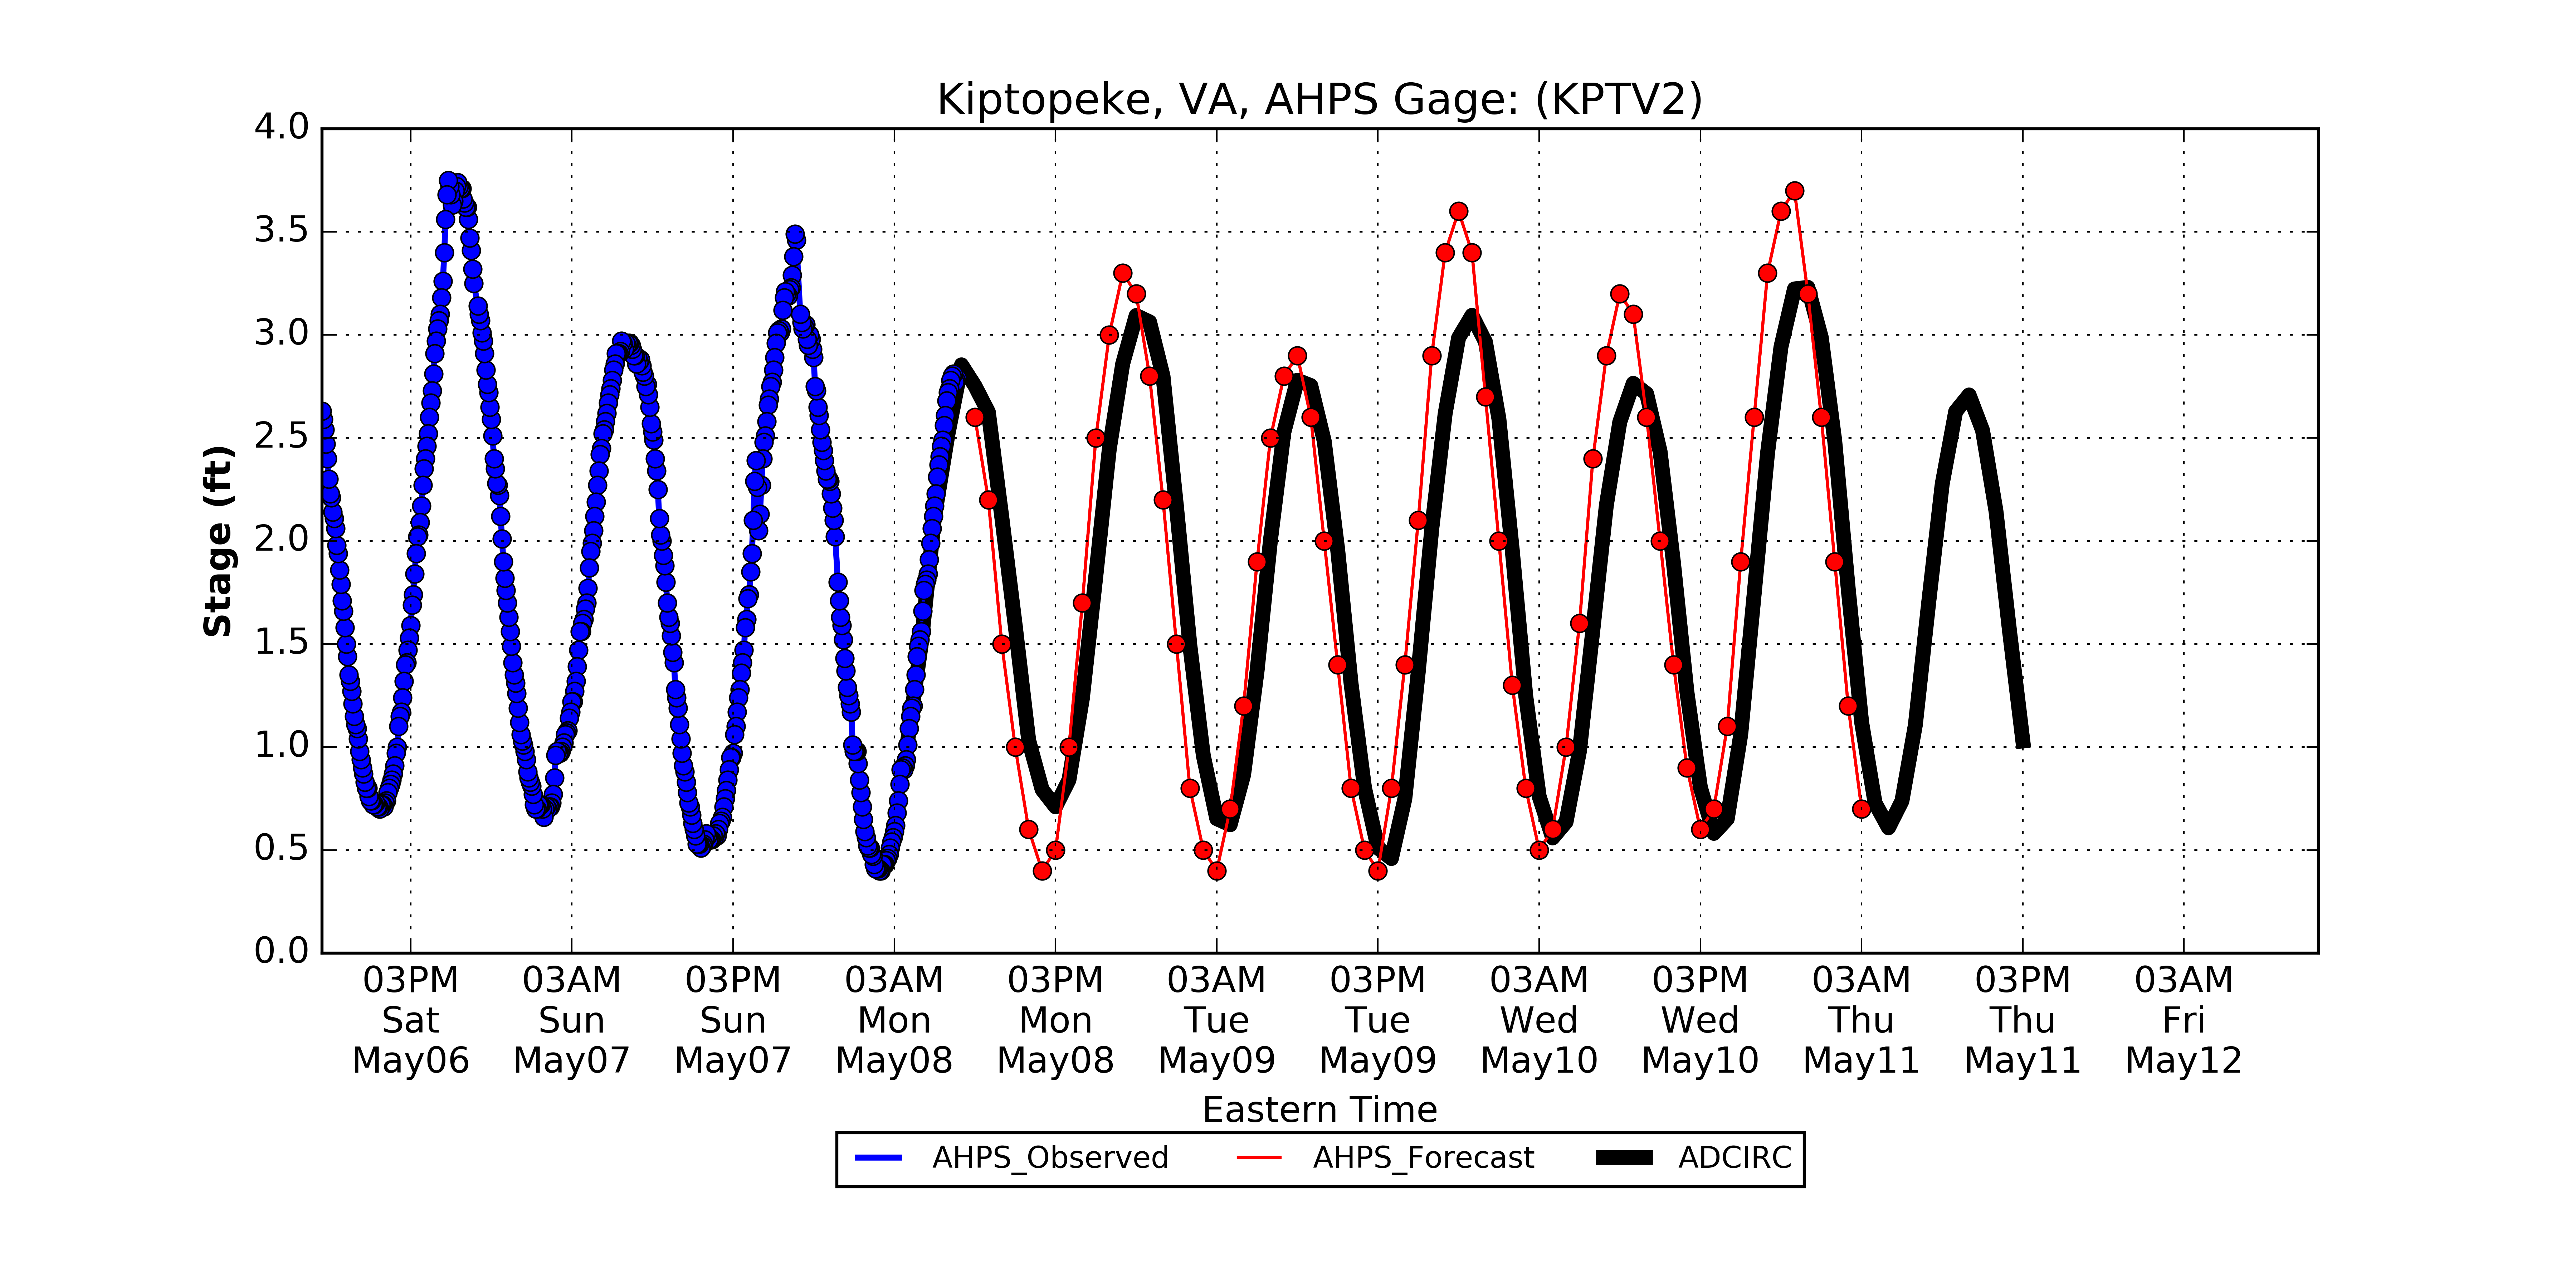 Kiptopeke, VA, AHPS Gage: (KPTV2)
4.0
3.5
3.0
2.5
2.0
1.5
1.0
0.5
0.0
Stage (ft)
03PM 03AM 03PM 03AM 03PM 03AM 03PM 03AM 03PM 03AM 03PM 03AM
Sat Sun Sun Mon Mon Tue Tue Wed Wed Thu Thu Fri
May06 May07 May07 May08 May08 May09 May09 May10 May10 May11 May11 May12
Eastern Time
AHPS_Observed AHPS_Forecast ADCIRC